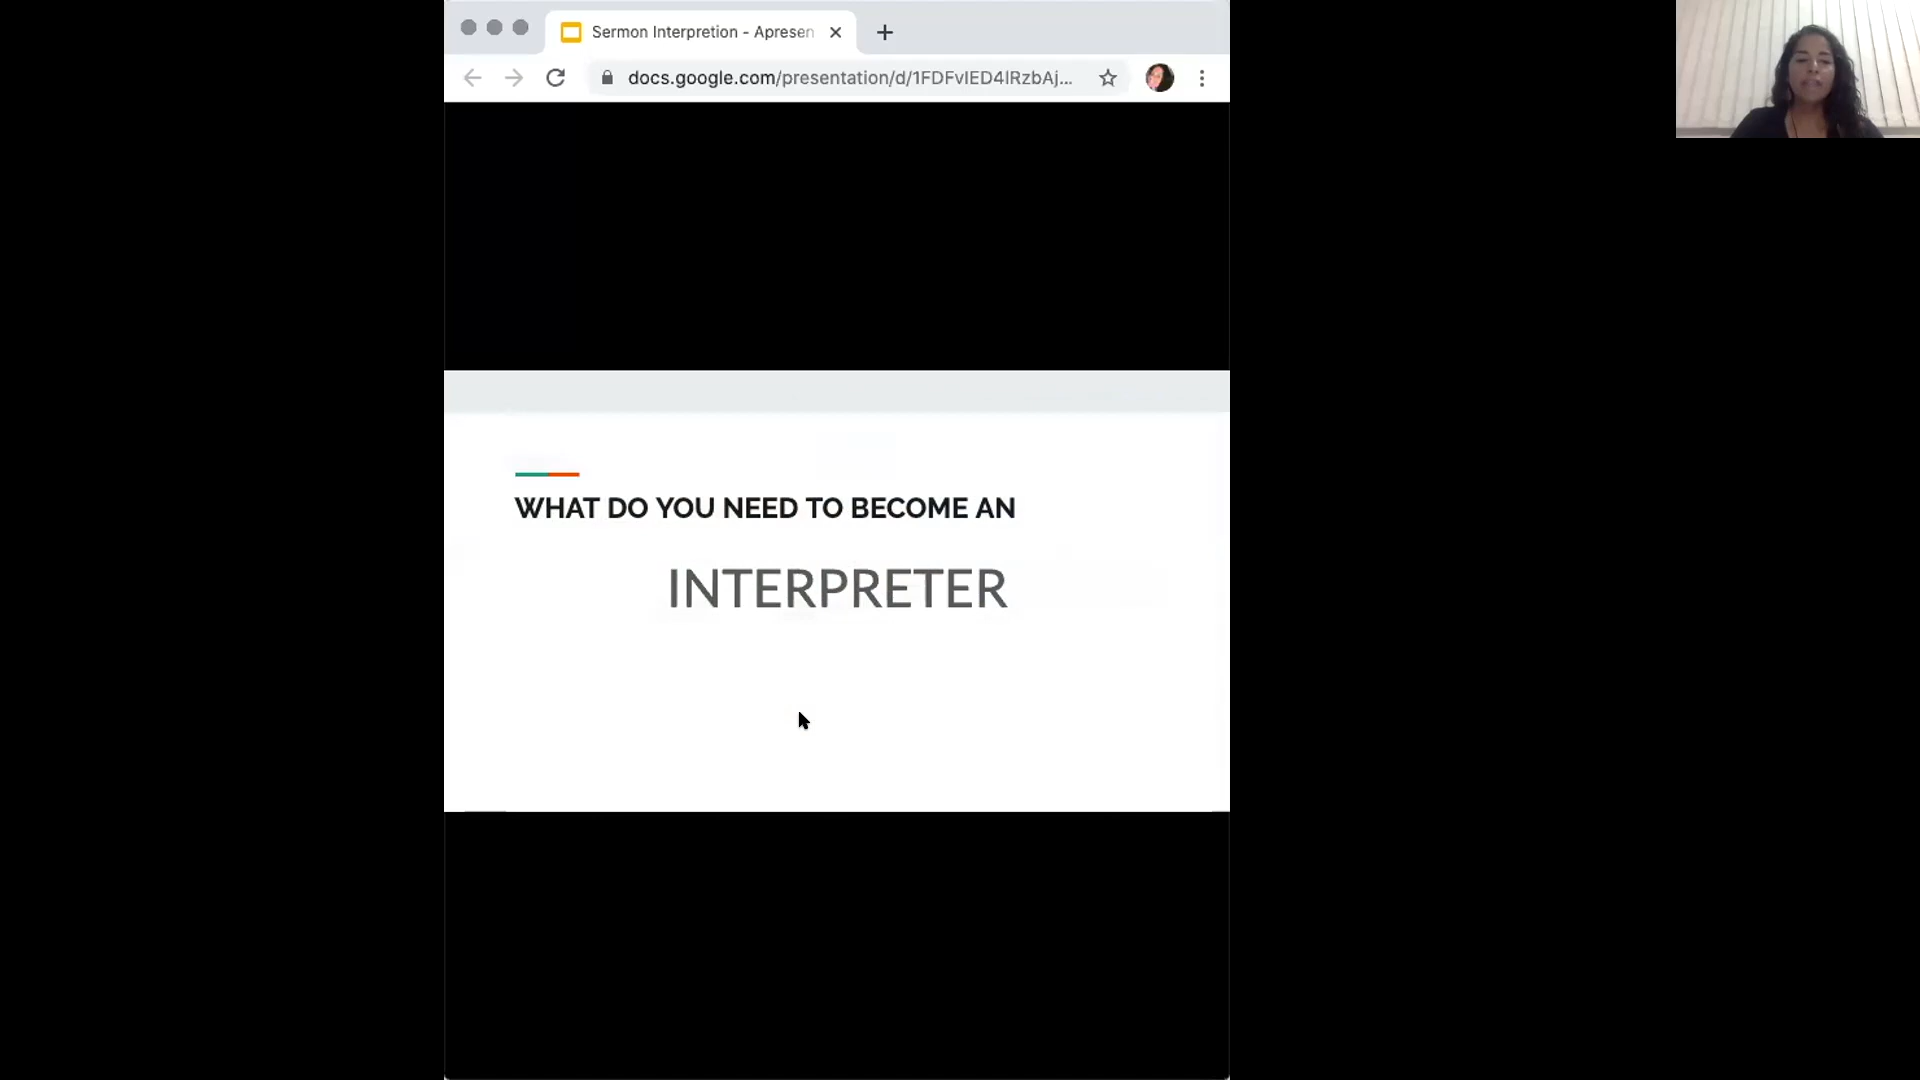 Sermon Interpretion - Apresen
docs.google.com/presentation/d/1FDFvIED4lRzbAj...
WHAT DO YOU NEED TO BECOME AN
INTERPRETER